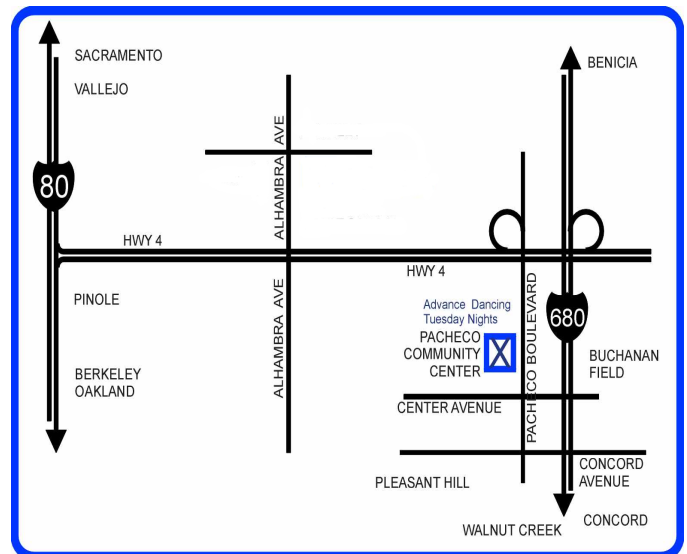 SACRAMENTO
VALLEJO
BENICIA
80
ALHAMBRA AVE
HWY 4
HWY 4
PINOLE
ALHAMBRA AVE
Advance Dancing
Tuesday Nights
PACHECO
COMMUNITY
CENTER
PACHECO BOULEVARD
680
BUCHANAN
FIELD
BERKELEY
OAKLAND
CENTER AVENUE
CONCORD
AVENUE
PLEASANT HILL
WALNUT CREEK
CONCORD